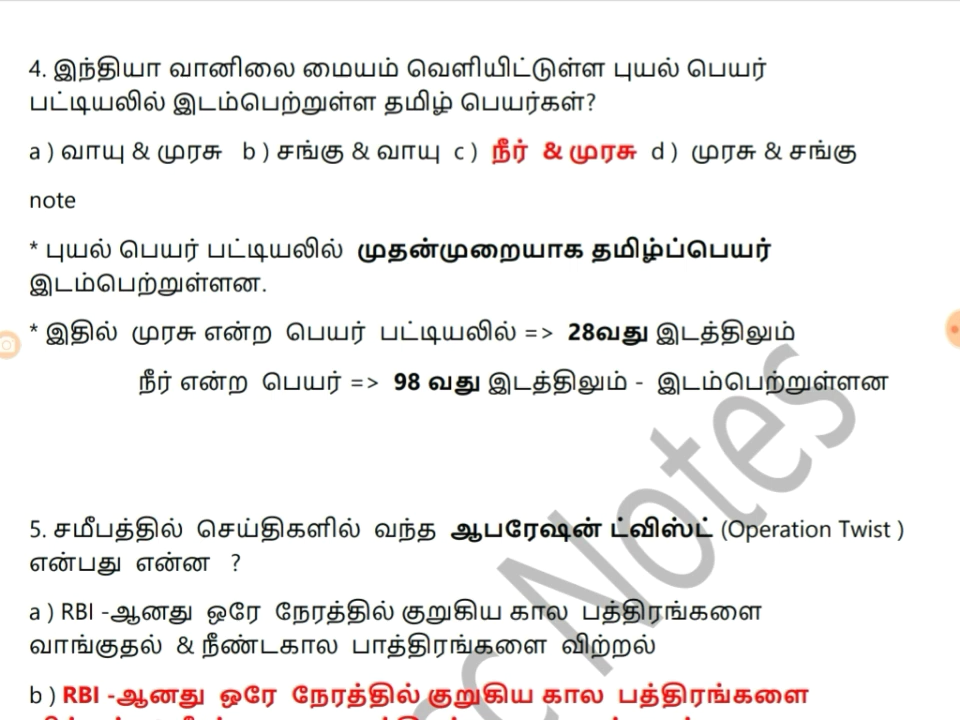 4. இந்தியா வானிலை மையம் வெளியிட்டுள்ள புயல் பெயர்
பட்டியலில் இடம்பெற்றுள்ள தமிழ் பெயர்கள்?
a ) வாயு & முரசு b ) சங்கு & வாயு c ) நீர் & முரசு d ) முரசு & சங்கு
note
* புயல் பெயர் பட்டியலில் முதன்முறையாக தமிழ்ப்பெயர்
இடம்பெற்றுள்ளன.
* இதில் முரசு என்ற பெயர் பட்டியலில் => 28வது இடத்திலும்
நீர் என்ற பெயர் => 98 வது இடத்திலும் - இடம்பெற்றுள்ளன
5. சமீபத்தில் செய்திகளில் வந்த ஆபரேஷன் ட்விஸ்ட் (Operation Twist )
என்பது என்ன ?
a ) RBI -ஆனது ஒரே நேரத்தில் குறுகிய கால பத்திரங்களை
வாங்குதல் & நீண்டகால பாத்திரங்களை விற்றல்
b ) RBI -ஆனது ஒரே நேரத்தில் குறுகிய கால பத்திரங்களை
Notes